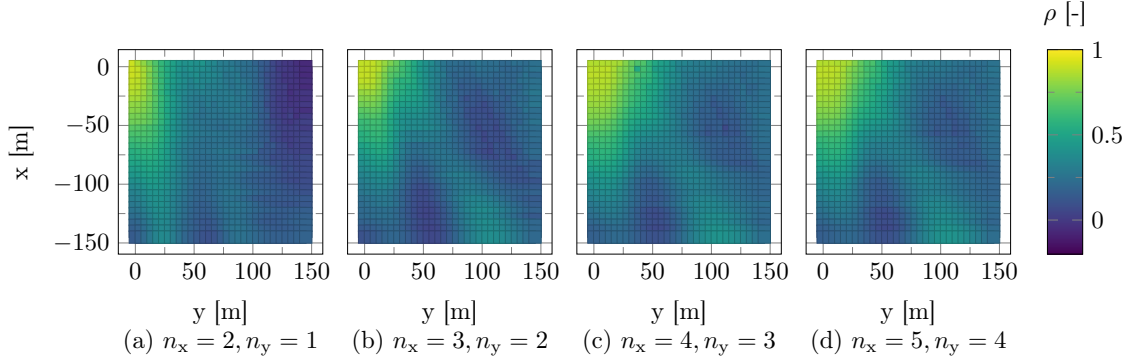 ρ [-]
1
0.5
0
x [m]
0
−50
−100
−150
0 50 100 150
0 50 100 150
0 50 100 150
0 50 100 150
y [m]
y [m]
y [m]
y [m]
(a) nx = 2, ny = 1
(b) nx = 3, ny = 2
(c) nx = 4, ny = 3
(d) nx = 5, ny = 4